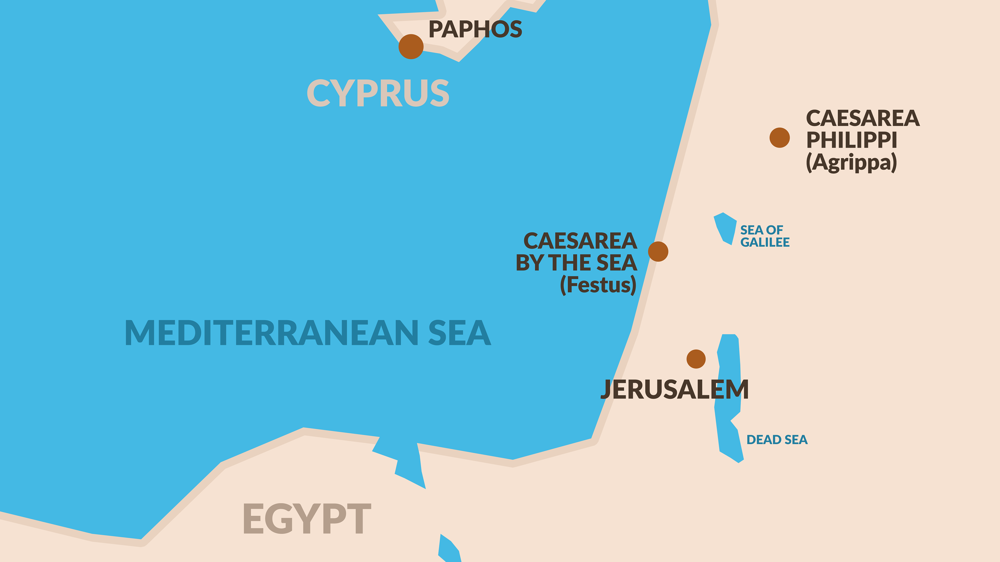 PAPHOS
CYPRUS
CAESAREA
PHILIPPI
(Agrippa)
SEA OF
GALILEE
CAESAREA
BY THE SEA
(Festus)
MEDITERRANEAN SEA
JERUSALEM
DEAD SEA
EGYPT